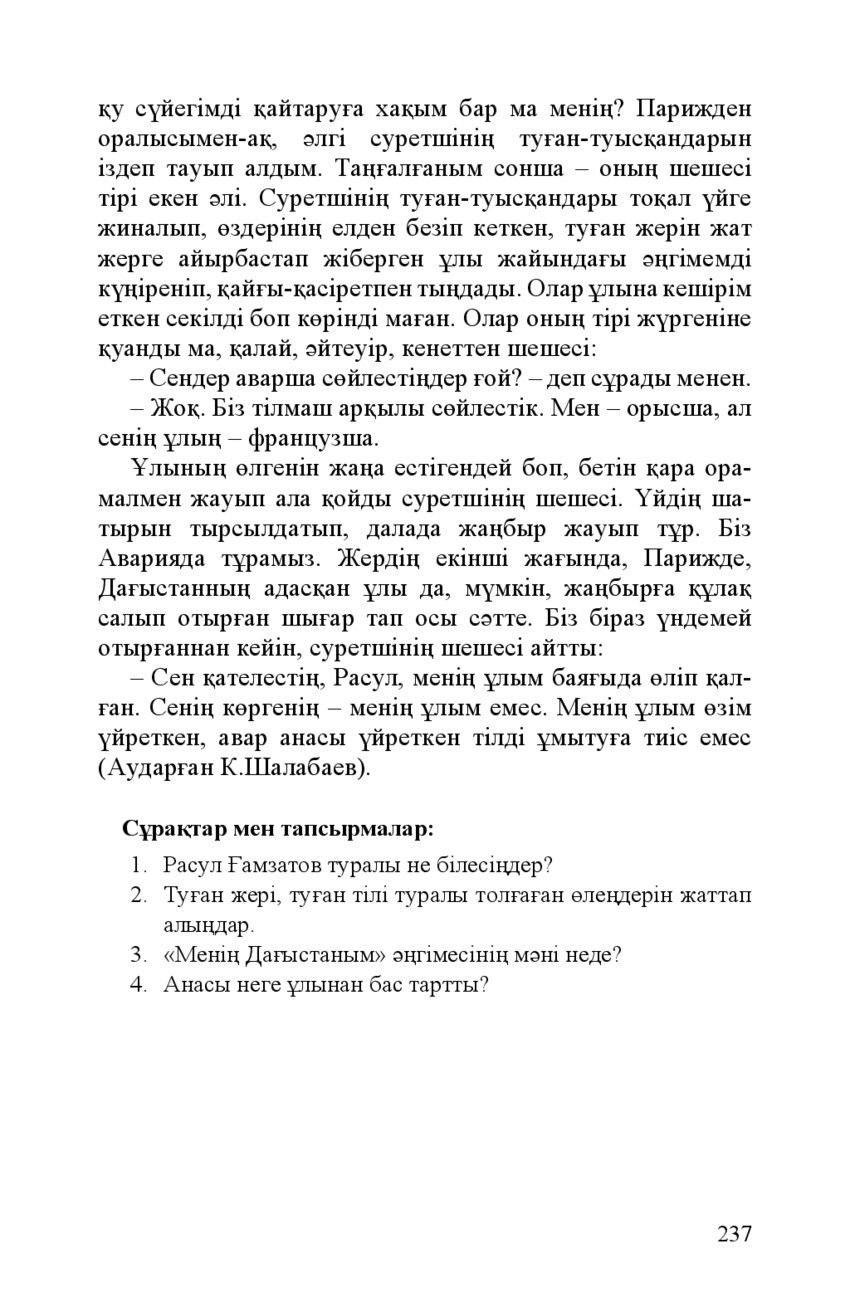 қу сүйегімді қайтаруға хақым бар ма менің? Парижден
оралысымен-ақ, әлгі суретшінің туған-туысқандарын
іздеп тауып алдым. Таңғалғаным сонша – оның шешесі
тірі екен әлі. Суретшінің туған-туысқандары тоқал үйге
жиналып, өздерінің елден безіп кеткен, туған жерін жат
жерге айырбастап жіберген ұлы жайындағы әңгімемді
күңіреніп, қайғы-қасіретпен тыңдады. Олар ұлына кешірім
еткен секілді боп көрінді маған. Олар оның тірі жүргеніне
қуанды ма, қалай, әйтеуір, кенеттен шешесі:
– Сендер аварша сөйлестіңдер ғой? – деп сұрады менен.
– Жоқ. Біз тілмаш арқылы сөйлестік. Мен – орысша, ал
сенің ұлың – французша.
Ұлының өлгенін жаңа естігендей боп, бетін қара ора-
малмен жауып ала қойды суретшінің шешесі. Үйдің ша-
тырын тырсылдатып, далада жаңбыр жауып тұр. Біз
Аварияда тұрамыз. Жердің екінші жағында, Парижде,
Дағыстанның адасқан ұлы да, мүмкін, жаңбырға құлақ
салып отырған шығар тап осы сәтте. Біз біраз үндемей
отырғаннан кейін, суретшінің шешесі айтты:
– Сен қателестің, Расул, менің ұлым баяғыда өліп қал-
ған. Сенің көргенің – менің ұлым емес. Менің ұлым өзім
үйреткен, авар анасы үйреткен тілді ұмытуға тиіс емес
(Аударған К.Шалабаев).
Сұрақтар мен тапсырмалар:
1. Расул Ғамзатов туралы не білесіңдер?
2. Туған жері, туған тілі туралы толғаған өлеңдерін жаттап
алыңдар.
3. «Менің Дағыстаным» әңгімесінің мәні неде?
4. Анасы неге ұлынан бас тартты?
237